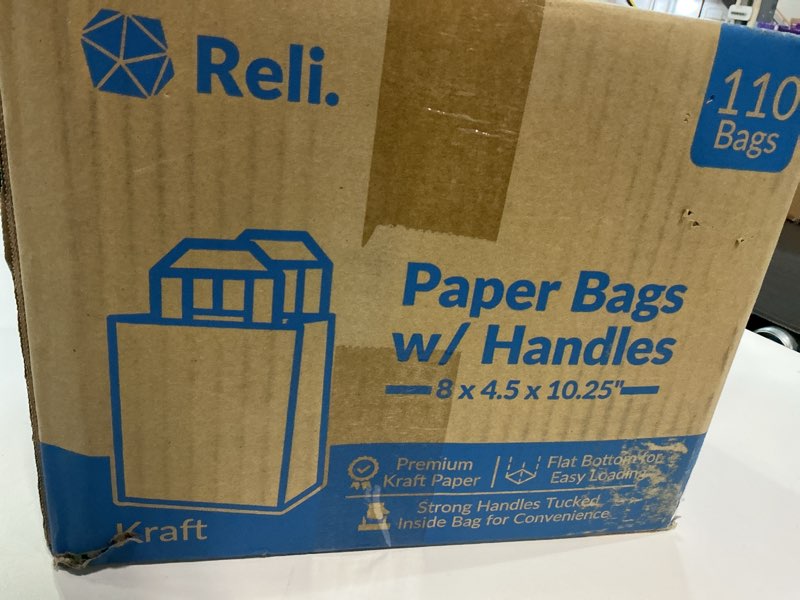 Reli.
110
Bags
Paper Bags
w/ Handles
8 x 4.5 x 10.25"
Premium
Kraft Paper
Flat Bottom for
Easy Loading
Strong Handles Tucked
Inside Bag for Convenience
Kraft